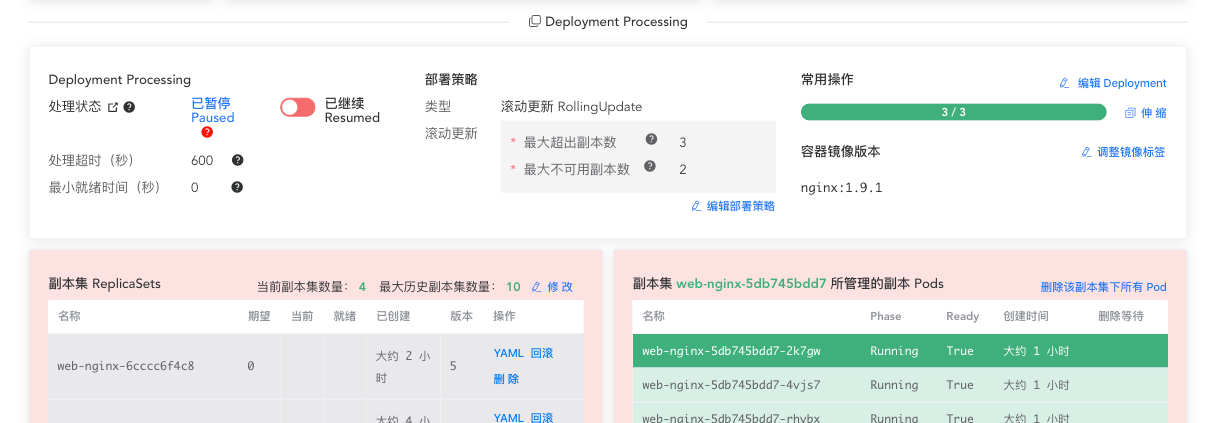 Deployment Processing
Deployment Processing
处理状态
已暂停
Paused
已继续
Resumed
处理超时（秒） 600
最小就绪时间（秒） 0
部署策略
类型 滚动更新 RollingUpdate
滚动更新
* 最大超出副本数 3
* 最大不可用副本数 2
编辑部署策略
常用操作 编辑 Deployment
3 / 3 伸缩
容器镜像版本 调整镜像标签
nginx:1.9.1
副本集 ReplicaSets 当前副本集数量： 4 最大历史副本集数量： 10 修改
名称 期望 当前 就绪 已创建 版本 操作
web-nginx-6cccc6f4c8 0 大约 2 小时 5 YAML 回滚
删除
大约 4 小 YAML 回滚
副本集 web-nginx-5db745bdd7 所管理的副本 Pods 删除该副本集下所有 Pod
名称 Phase Ready 创建时间 删除等待
web-nginx-5db745bdd7-2k7gw Running True 大约 1 小时
web-nginx-5db745bdd7-4vjs7 Running True 大约 1 小时
web-nginx-5db745bdd7-rhvbx Running True 大约 1 小时